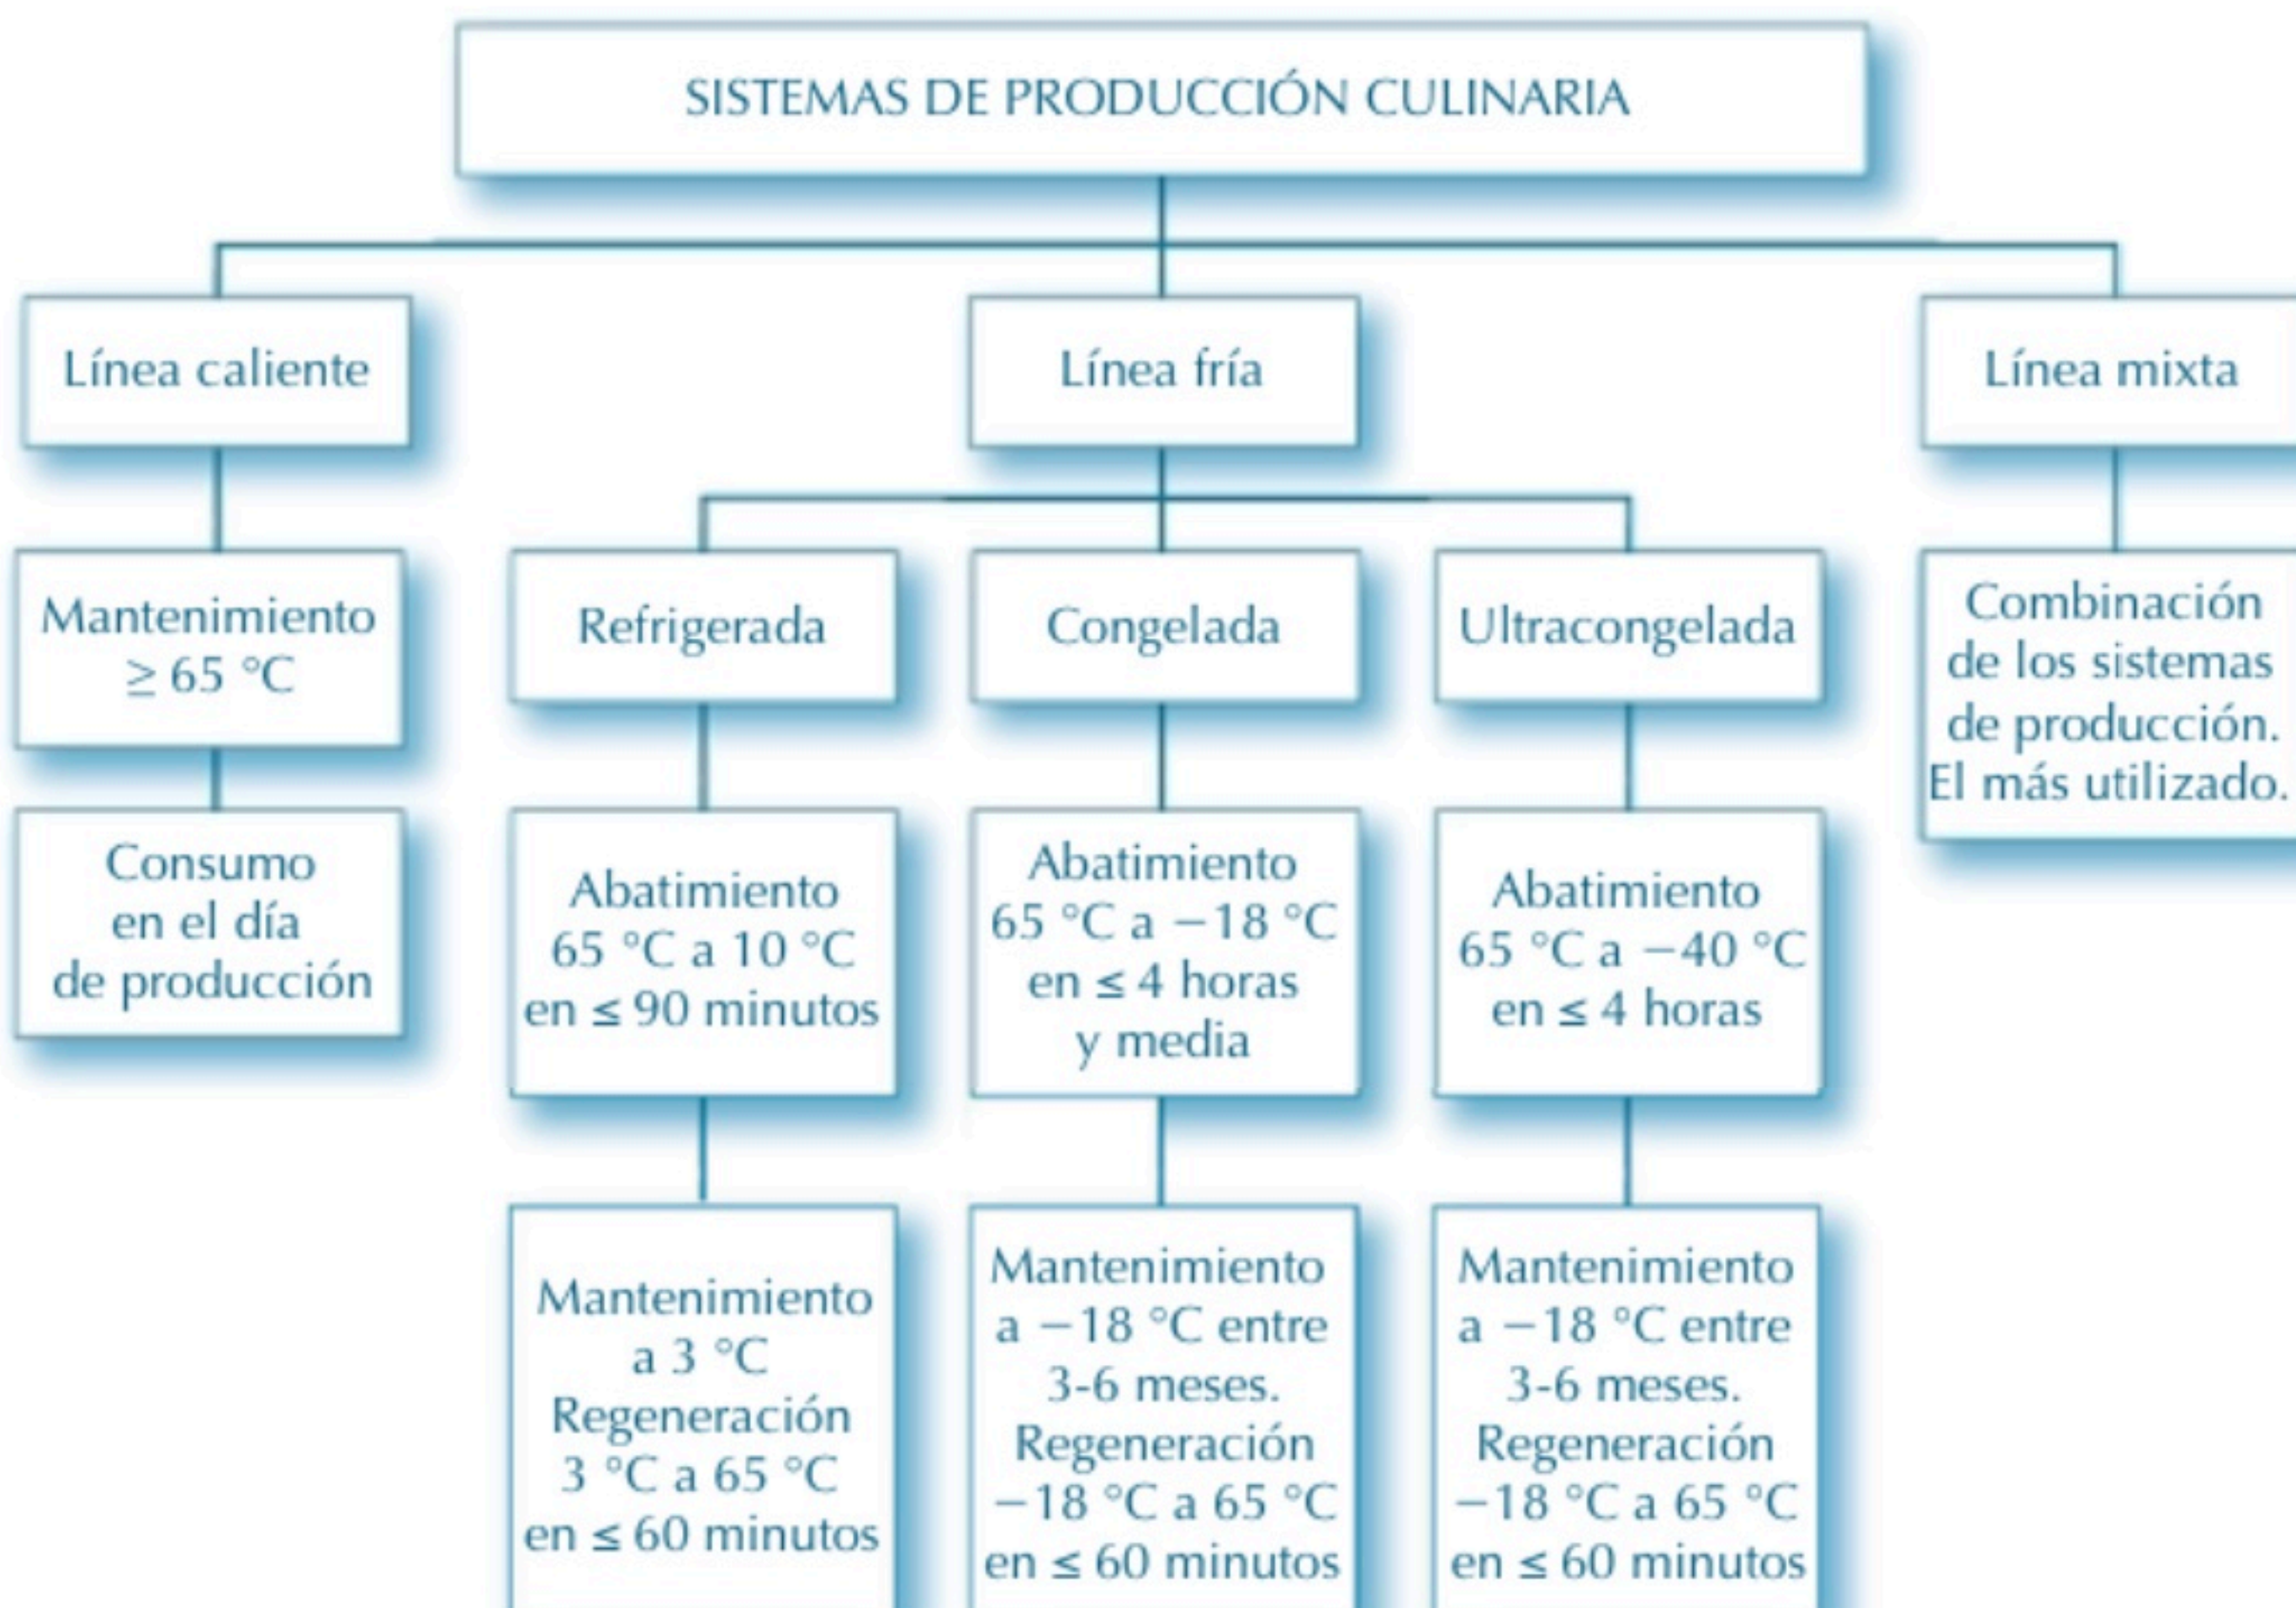 SISTEMAS DE PRODUCCIÓN CULINARIA
Línea caliente
Línea fría
Línea mixta
Mantenimiento
≥ 65 °C
Consumo
en el día
de producción
Refrigerada
Congelada
Ultracongelada
Abatimiento
65 °C a 10 °C
en ≤ 90 minutos
Abatimiento
65 °C a −18 °C
en ≤ 4 horas
y media
Abatimiento
65 °C a −40 °C
en ≤ 4 horas
Combinación
de los sistemas
de producción.
El más utilizado.
Mantenimiento
a 3 °C
Regeneración
3 °C a 65 °C
en ≤ 60 minutos
Mantenimiento
a −18 °C entre
3-6 meses.
Regeneración
−18 °C a 65 °C
en ≤ 60 minutos
Mantenimiento
a −18 °C entre
3-6 meses.
Regeneración
−18 °C a 65 °C
en ≤ 60 minutos